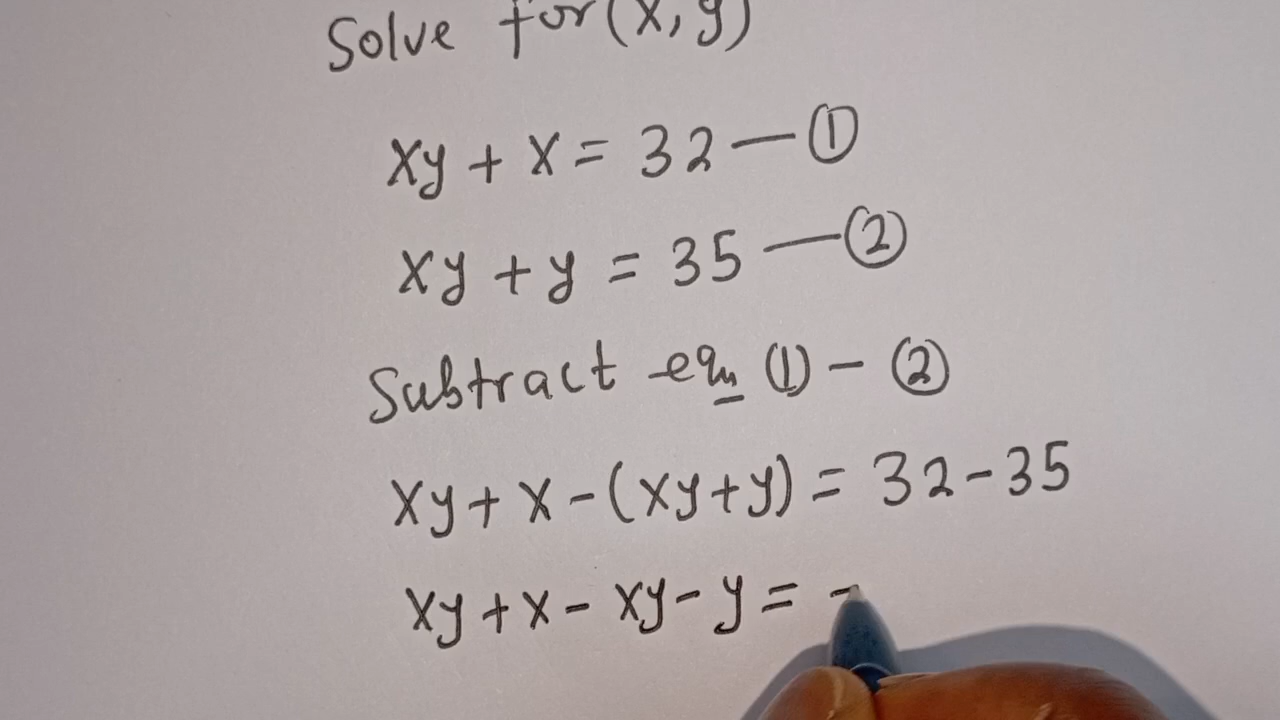 Solve for (x, y)
xy + x = 32 — ①
xy + y = 35 — ②
Subtract eqn (1) - ②
xy + x - (xy + y) = 32 - 35
xy + x - xy - y = -